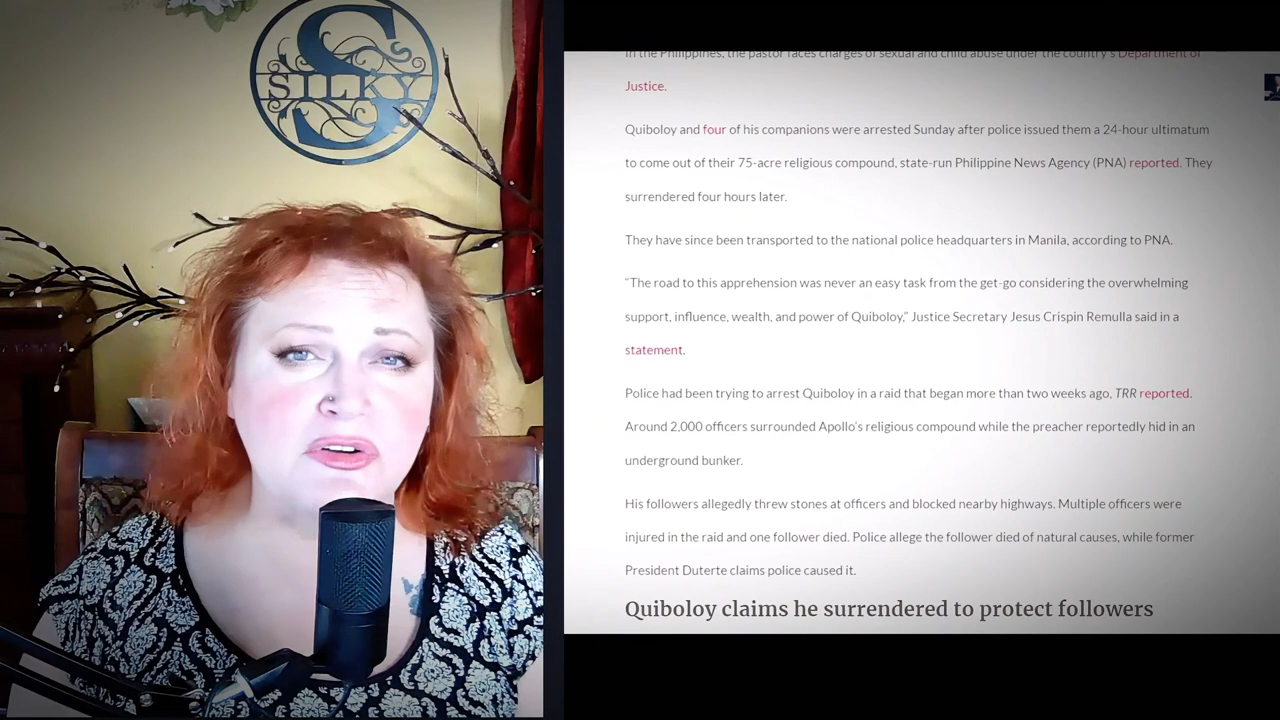 S
SILKY
In the Philippines, the pastor faces charges of sexual and child abuse under the country's Department of
Justice.
Quiboloy and four of his companions were arrested Sunday after police issued them a 24-hour ultimatum
to come out of their 75-acre religious compound, state-run Philippine News Agency (PNA) reported. They
surrendered four hours later.
They have since been transported to the national police headquarters in Manila, according to PNA.
“The road to this apprehension was never an easy task from the get-go considering the overwhelming
support, influence, wealth, and power of Quiboloy,” Justice Secretary Jesus Crispin Remulla said in a
statement.
Police had been trying to arrest Quiboloy in a raid that began more than two weeks ago, TRR reported.
Around 2,000 officers surrounded Apollo's religious compound while the preacher reportedly hid in an
underground bunker.
His followers allegedly threw stones at officers and blocked nearby highways. Multiple officers were
injured in the raid and one follower died. Police allege the follower died of natural causes, while former
President Duterte claims police caused it.
Quiboloy claims he surrendered to protect followers